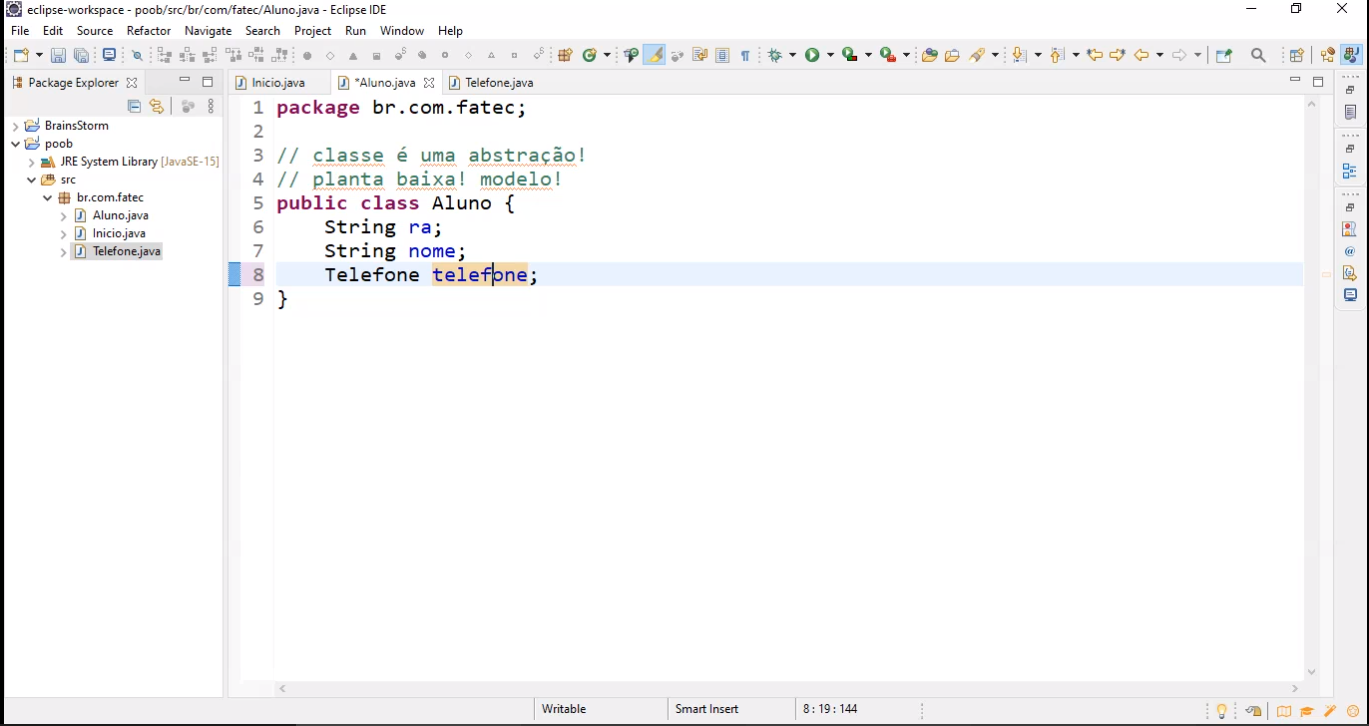 eclipse-workspace - poob/src/br/com/fatec/Aluno.java - Eclipse IDE
File Edit Source Refactor Navigate Search Project Run Window Help
Package Explorer
Inicio.java *Aluno.java Telefone.java
BrainsStorm
poob
JRE System Library [JavaSE-15]
src
br.com.fatec
Aluno.java
Inicio.java
Telefone.java
1 package br.com.fatec;
2
3 // classe é uma abstração!
4 // planta baixa! modelo!
5 public class Aluno {
6 String ra;
7 String nome;
8 Telefone telefone;
9 }
Writable Smart Insert 8 : 19 : 144